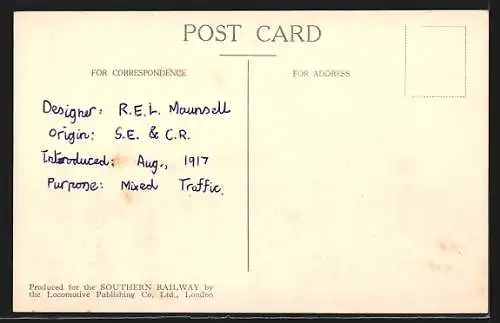 POST CARD
FOR CORRESPONDENCE
FOR ADDRESS
Designer: R.E.L. Maunsell
Origin: S.E. & C.R.
Introduced: Aug., 1917
Purpose: Mixed Traffic.
Produced for the SOUTHERN RAILWAY by
the Locomotive Publishing Co. Ltd., London